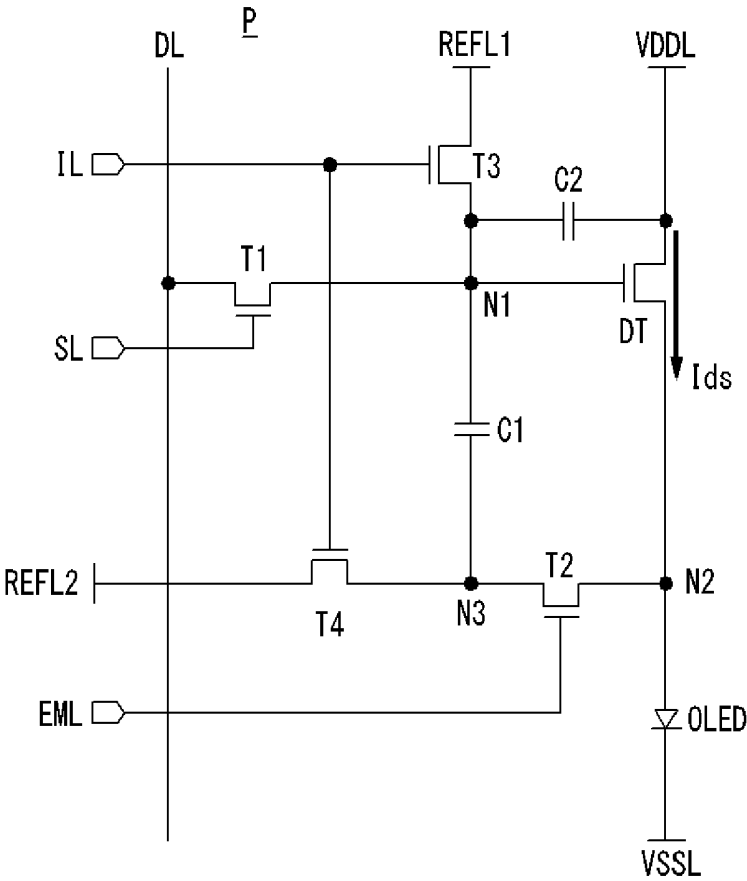 P
DL
REFL1
VDDL
IL
T3
C2
T1
N1
DT
SL
Ids
C1
T2
REFL2
N2
N3
T4
EML
OLED
VSSL